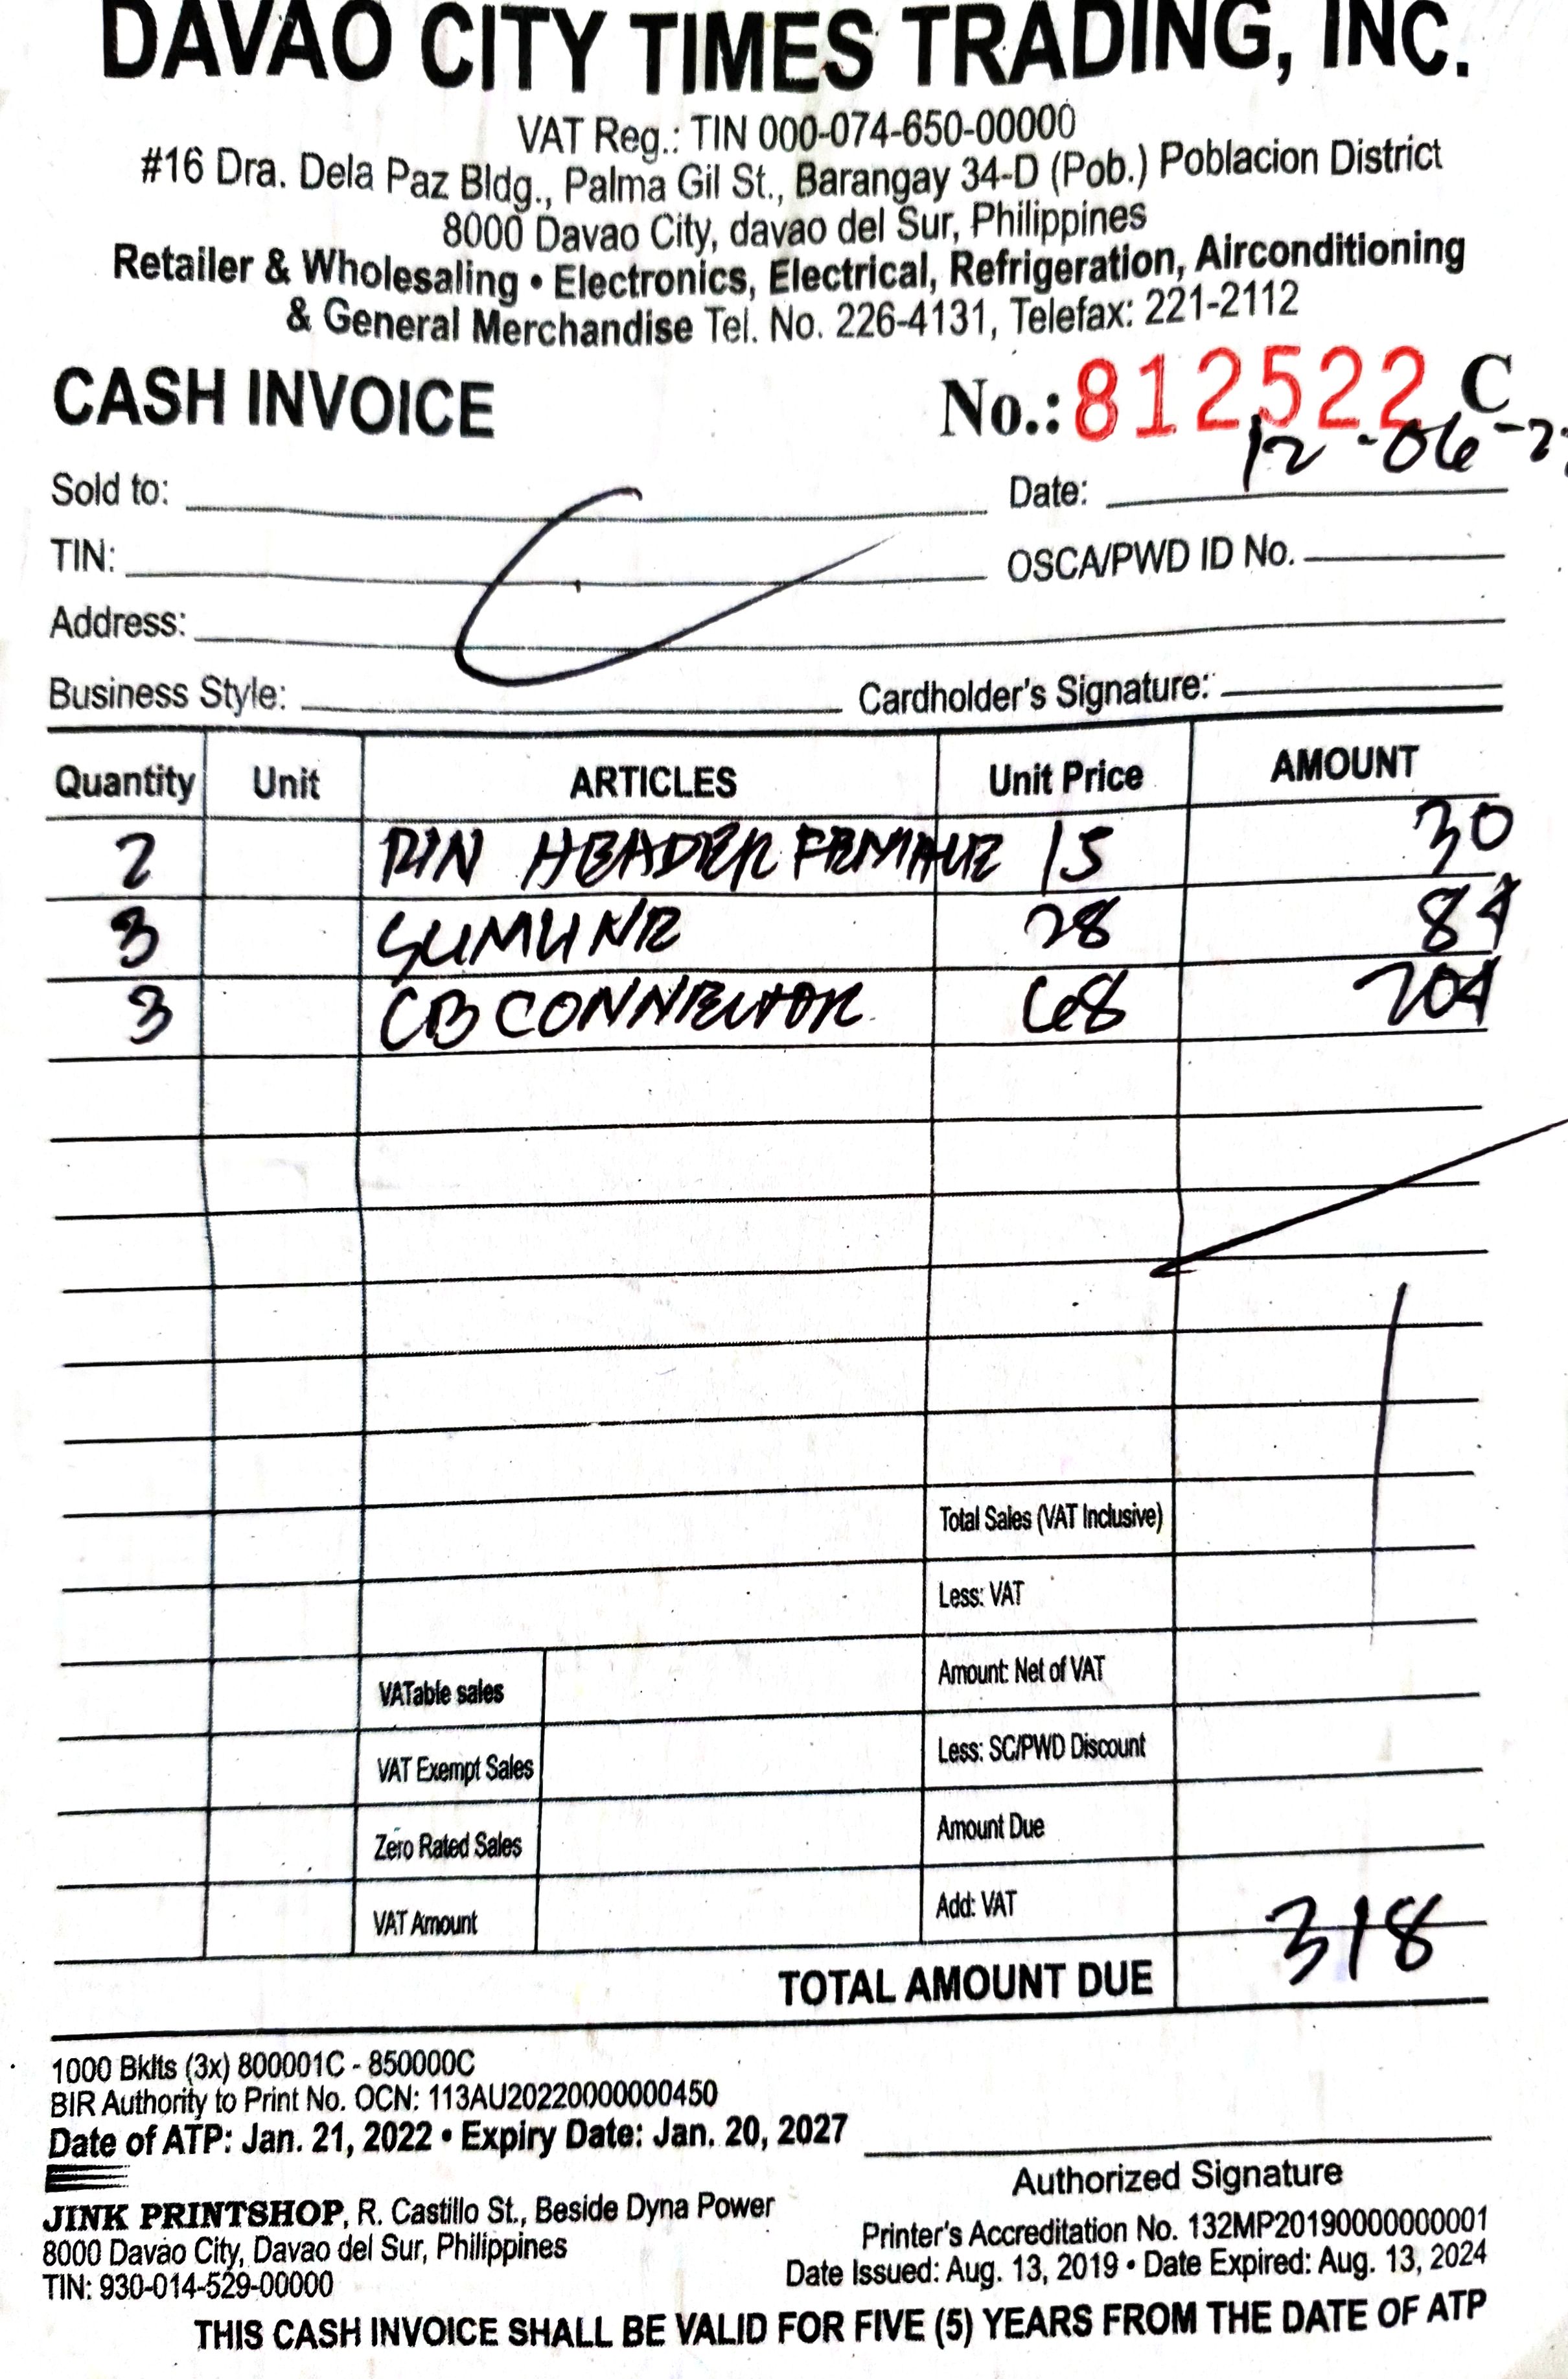 DAVAO CITY TIMES TRADING, INC.
VAT Reg.: TIN 000-074-650-00000
#16 Dra. Dela Paz Bldg., Palma Gil St., Barangay 34-D (Pob.) Poblacion District
8000 Davao City, davao del Sur, Philippines
Retailer & Wholesaling • Electronics, Electrical, Refrigeration, Airconditioning
& General Merchandise Tel. No. 226-4131, Telefax: 221-2112
CASH INVOICE No.: 812522 C
Sold to: Date: 12-06-2
TIN: OSCA/PWD ID No.
Address:
Business Style: Cardholder's Signature:
Quantity Unit ARTICLES Unit Price AMOUNT
2 PIN HEADER FEMALE 15 30
3 28 84
3 CB CONNECTOR 68 204
Total Sales (VAT Inclusive)
Less: VAT
VATable sales Amount: Net of VAT
VAT Exempt Sales Less: SC/PWD Discount
Zero Rated Sales Amount Due
VAT Amount Add: VAT
TOTAL AMOUNT DUE 318
1000 Bklts (3x) 800001C - 850000C
BIR Authority to Print No. OCN: 113AU20220000000450
Date of ATP: Jan. 21, 2022 • Expiry Date: Jan. 20, 2027
Authorized Signature
JINK PRINTSHOP, R. Castillo St., Beside Dyna Power
8000 Davao City, Davao del Sur, Philippines
TIN: 930-014-529-00000
Printer's Accreditation No. 132MP20190000000001
Date Issued: Aug. 13, 2019 • Date Expired: Aug. 13, 2024
THIS CASH INVOICE SHALL BE VALID FOR FIVE (5) YEARS FROM THE DATE OF ATP